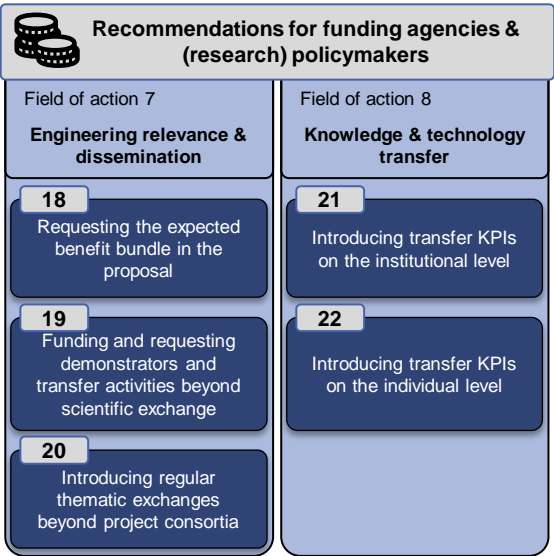 Recommendations for funding agencies &
(research) policymakers
Field of action 7
Engineering relevance &
dissemination
18
Requesting the expected
benefit bundle in the
proposal
19
Funding and requesting
demonstrators and
transfer activities beyond
scientific exchange
20
Introducing regular
thematic exchanges
beyond project consortia
Field of action 8
Knowledge & technology
transfer
21
Introducing transfer KPIs
on the institutional level
22
Introducing transfer KPIs
on the individual level